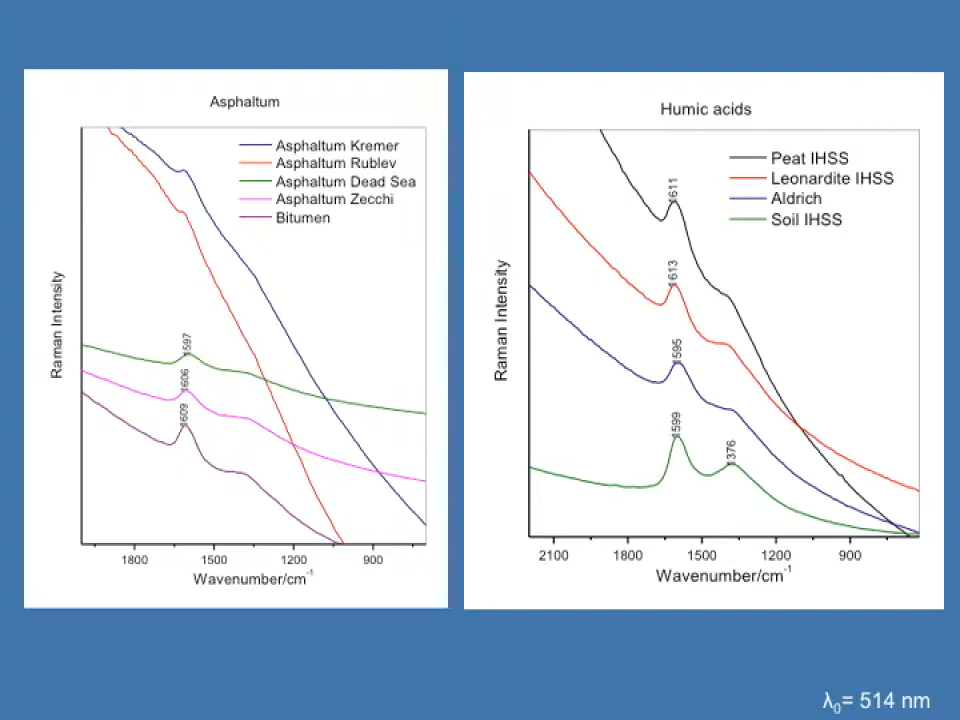 Asphaltum
Asphaltum Kremer
Asphaltum Rublev
Asphaltum Dead Sea
Asphaltum Zecchi
Bitumen
1597
1606
1609
Raman Intensity
1800 1500 1200 900
Wavenumber/cm-1
Humic acids
Peat IHSS
Leonardite IHSS
Aldrich
Soil IHSS
1611
1613
1595
1599
1376
Raman Intensity
2100 1800 1500 1200 900
Wavenumber/cm-1
λ0= 514 nm